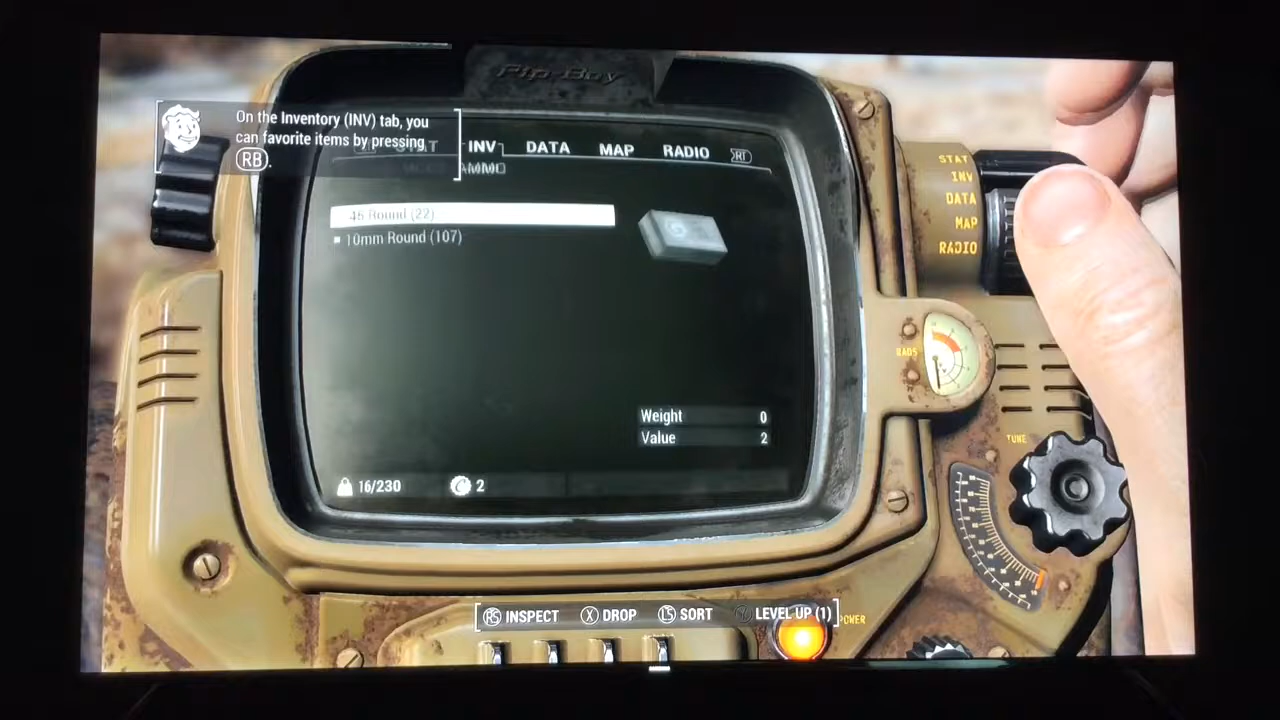 Pip-Boy
On the Inventory (INV) tab, you
can favorite items by pressing
RB.
INV DATA MAP RADIO RT
AMMO
.45 Round (22)
10mm Round (107)
Weight 0
Value 2
16/230 2
STAT
INV
DATA
MAP
RADIO
RADS
TUNE
RS INSPECT X DROP LS SORT Y LEVEL UP (1)
POWER